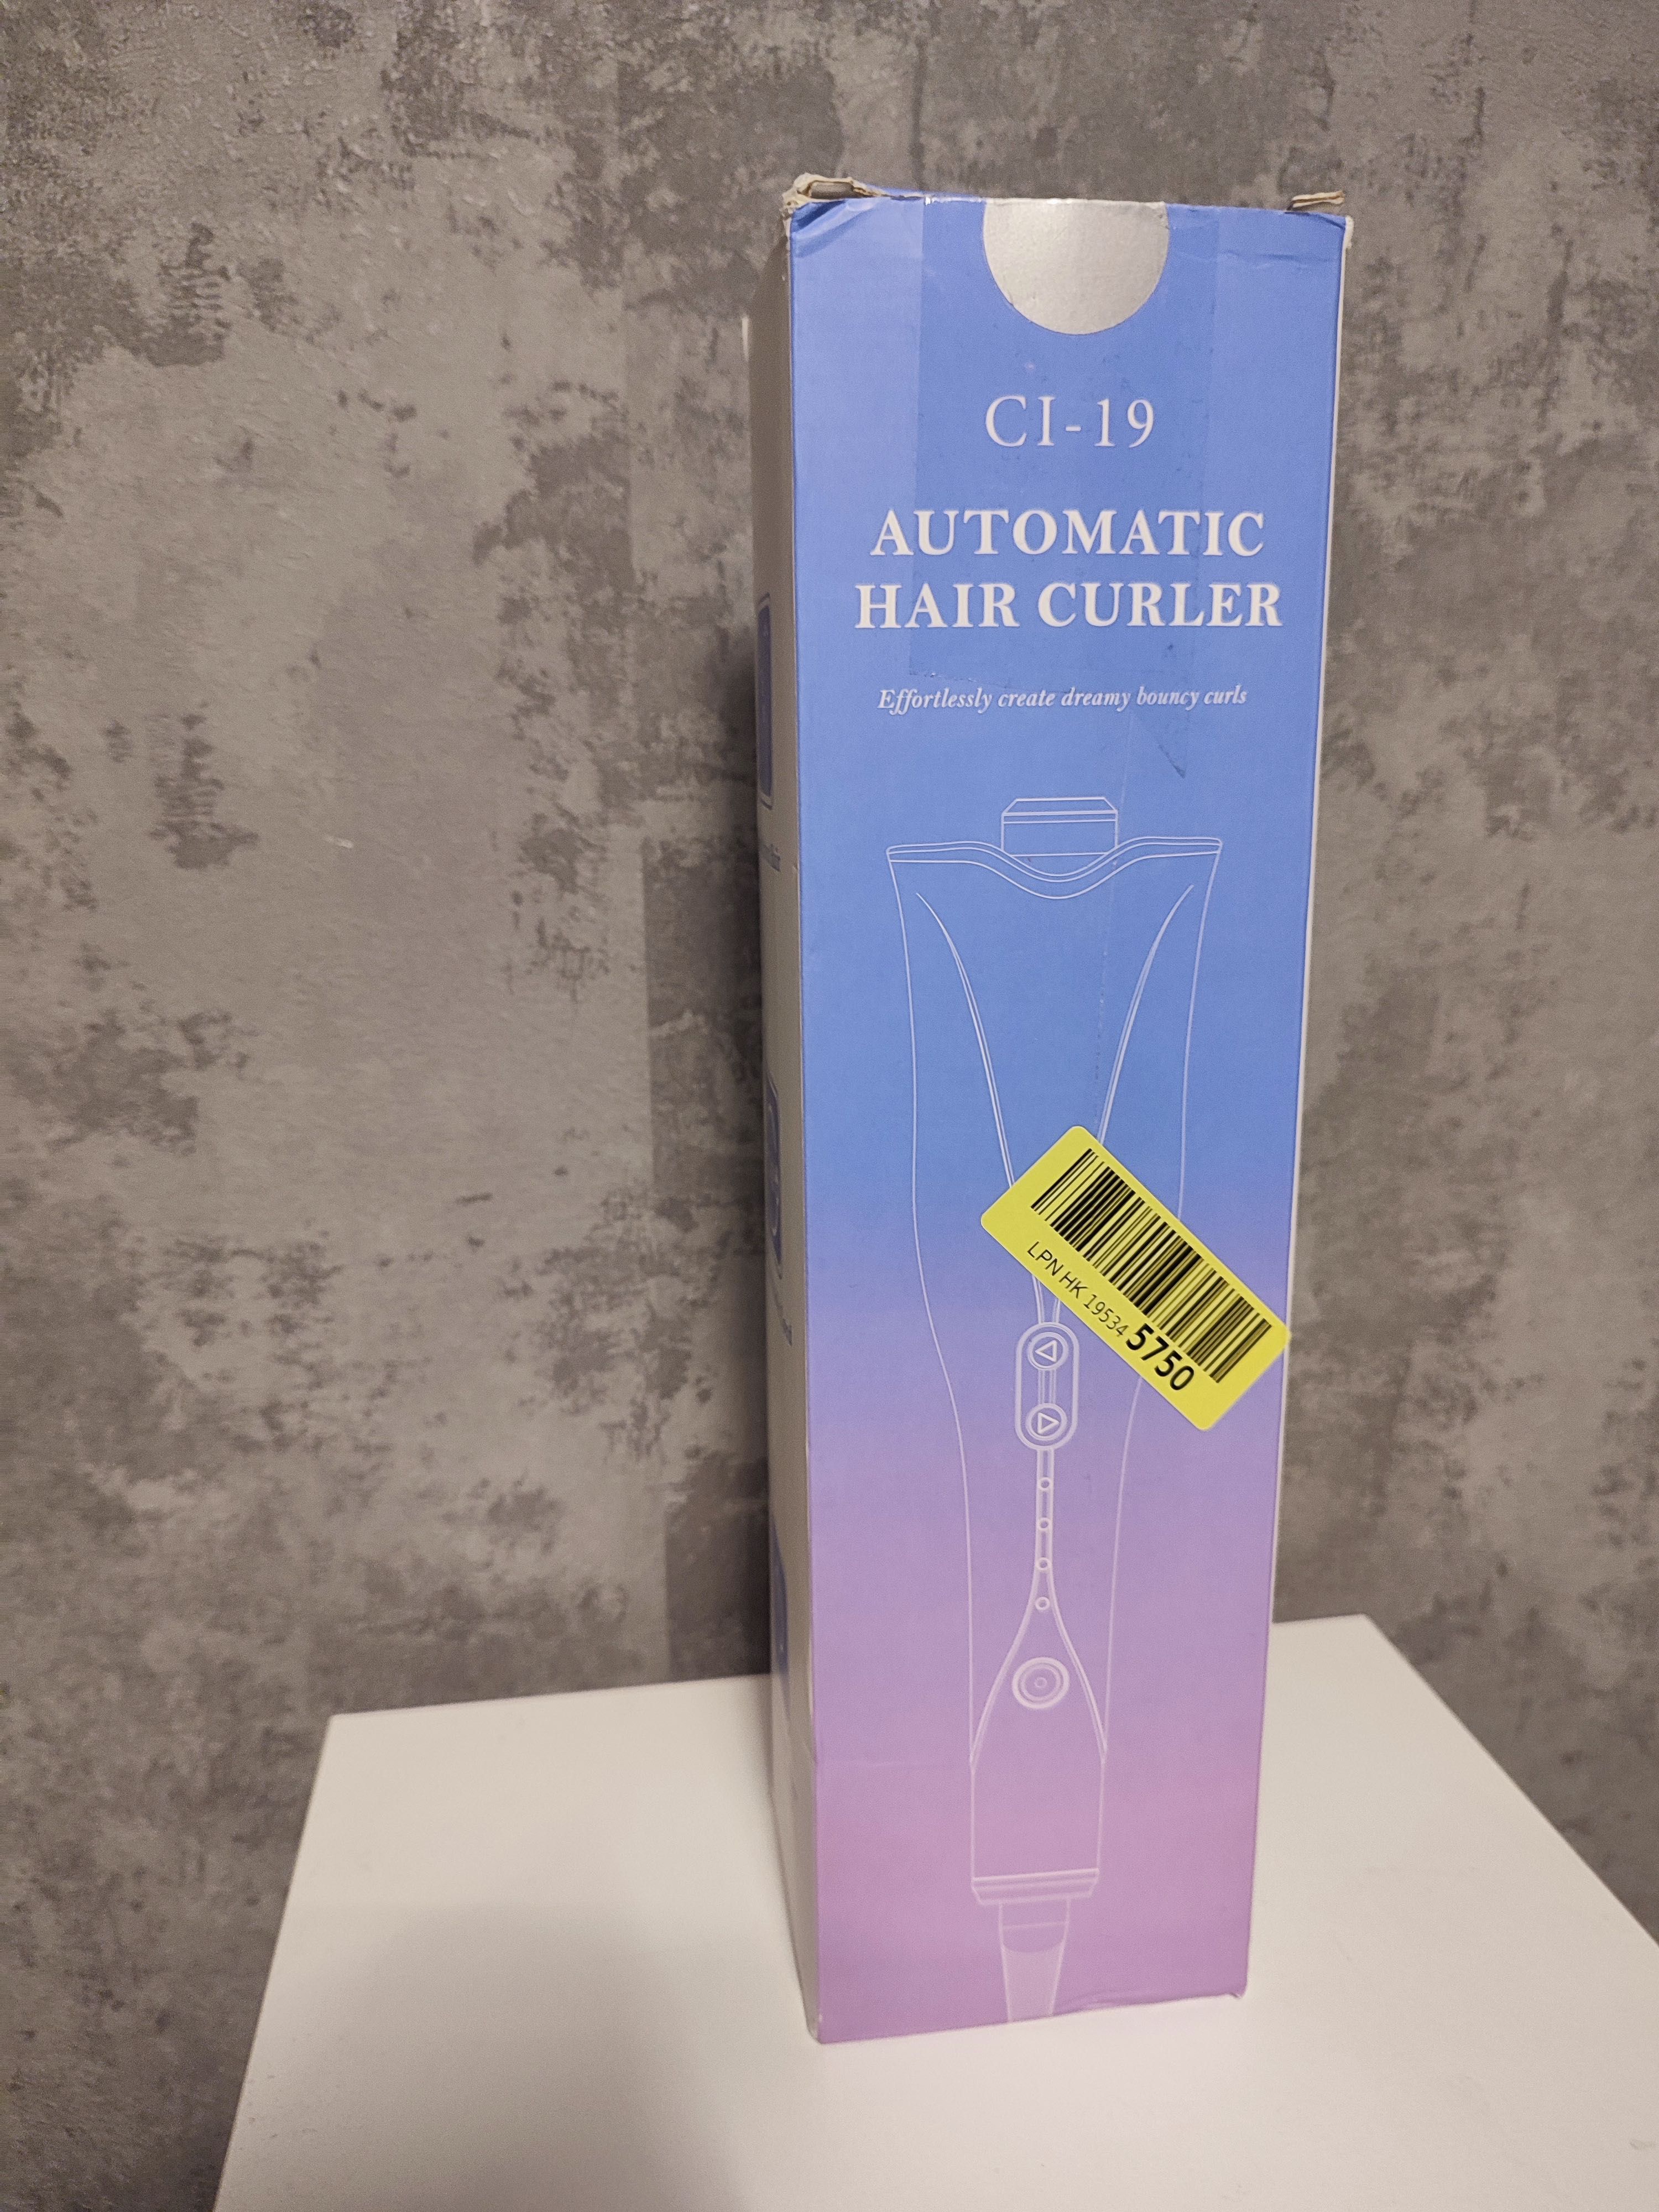 CI-19
AUTOMATIC
HAIR CURLER
Effortlessly create dreamy bouncy curls
LPN HK 19534 5750